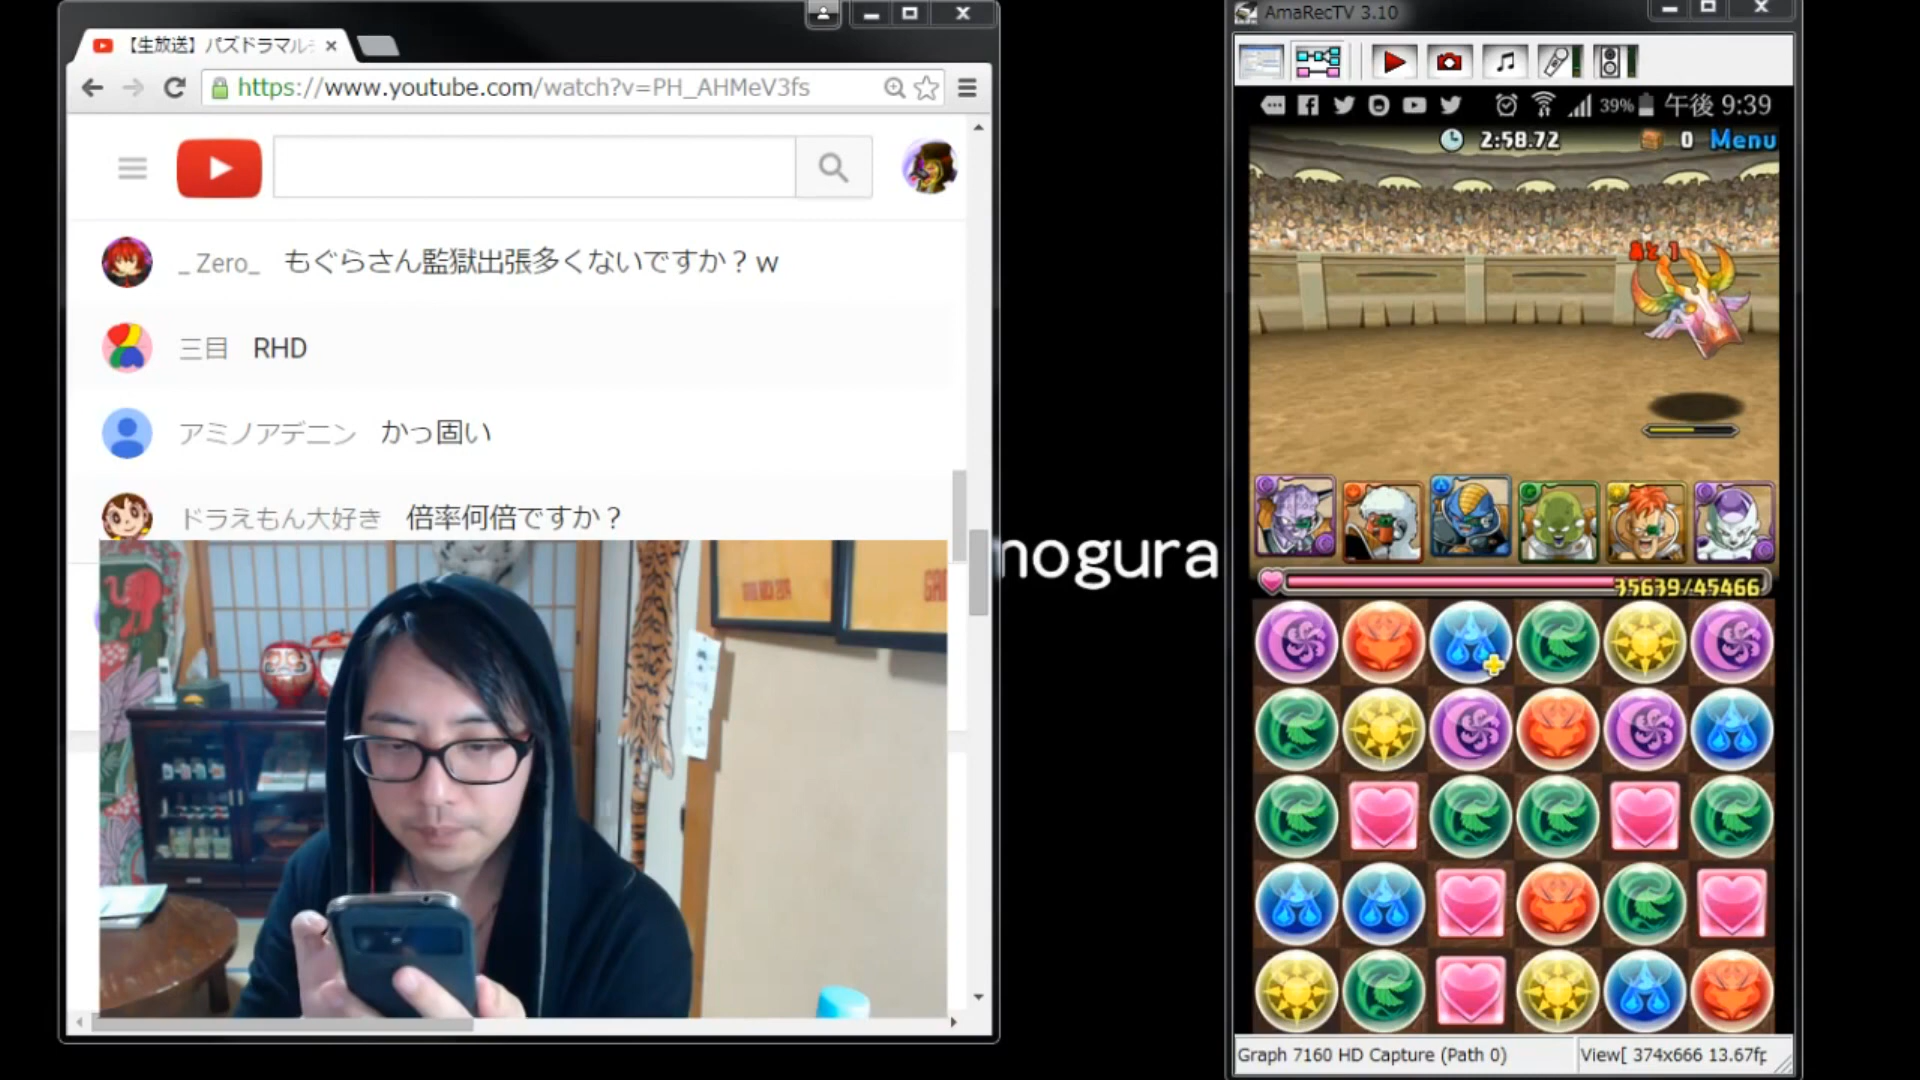 【生放送】パズドラマル
https://www.youtube.com/watch?v=PH_AHMeV3fs
_ Zero_ もぐらさん監獄出張多くないですか？w
三目 RHD
アミノアデニン かっ固い
ドラえもん大好き 倍率何倍ですか？
mogura
AmaRecTV 3.10
39% 午後 9:39
2:58.72 0 Menu
あと 1
35639/45466
Graph 7160 HD Capture (Path 0) View[ 374x666 13.67fp